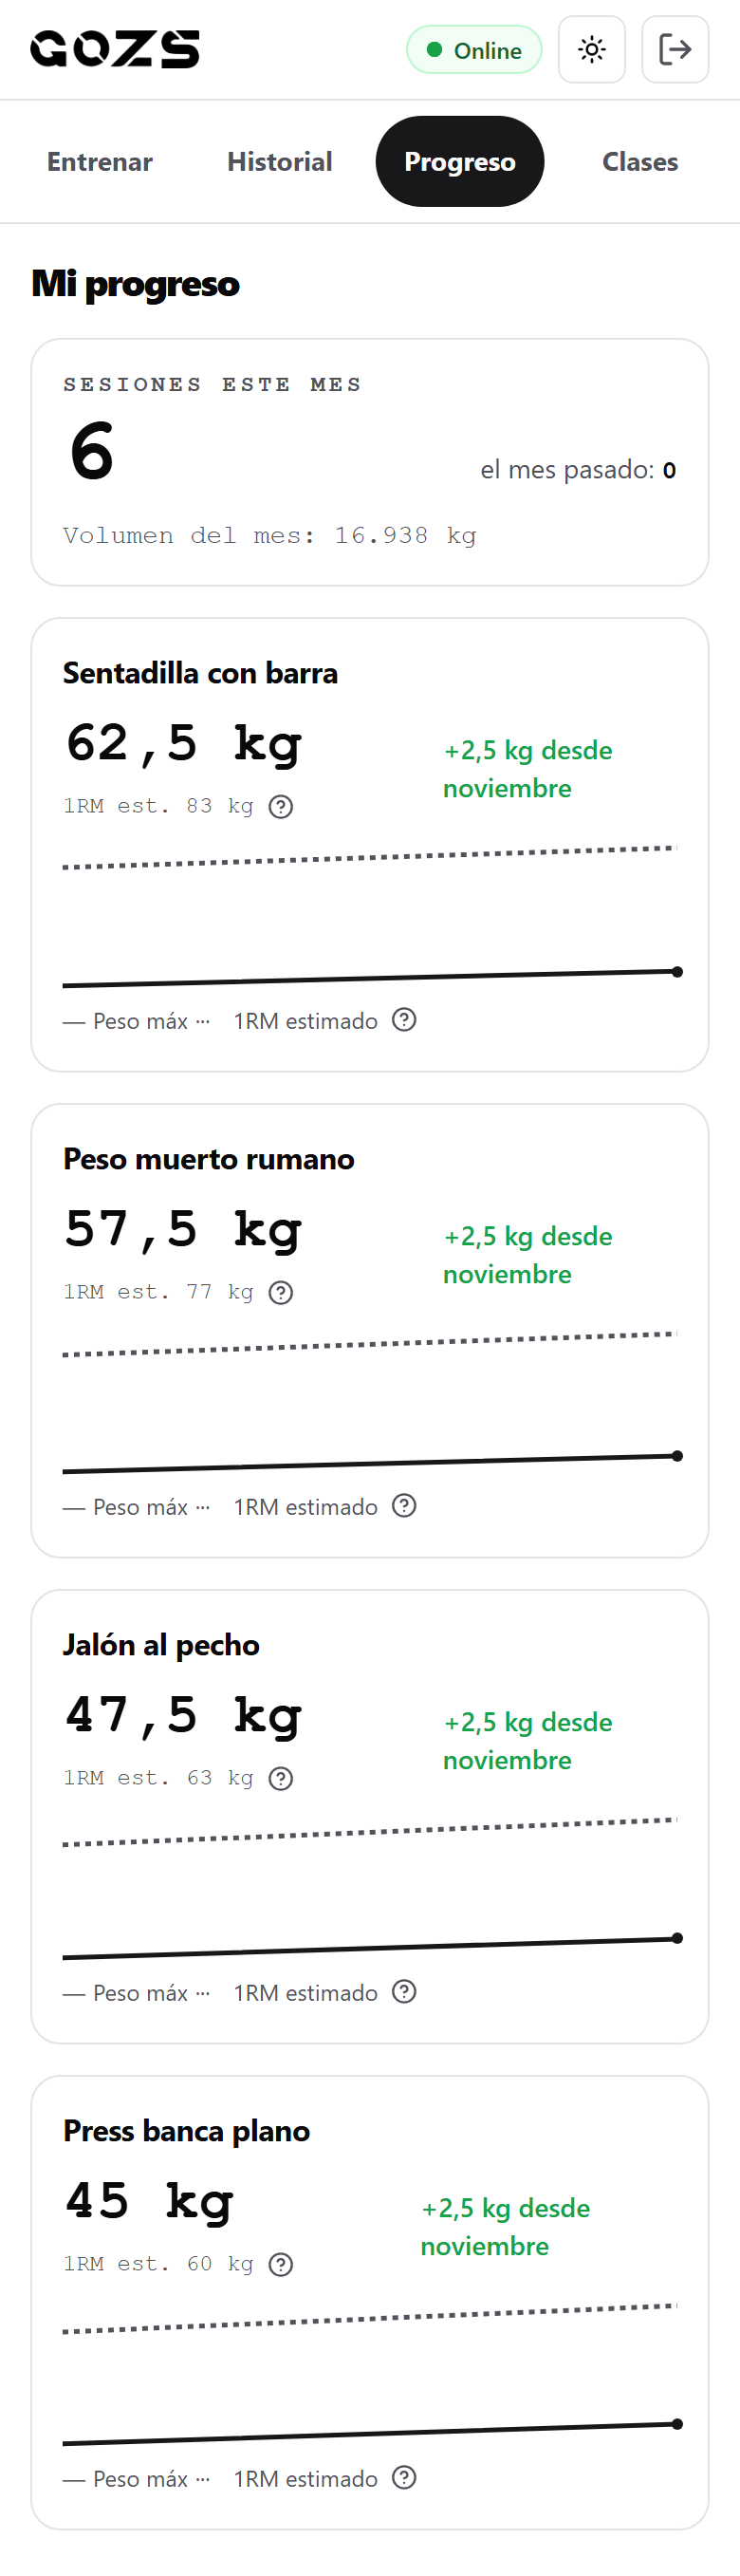 GOZS
Online
Entrenar Historial Progreso Clases
Mi progreso
SESIONES ESTE MES
6
el mes pasado: 0
Volumen del mes: 16.938 kg
Sentadilla con barra
62,5 kg
+2,5 kg desde
noviembre
1RM est. 83 kg ?
— Peso máx ··· 1RM estimado ?
Peso muerto rumano
57,5 kg
+2,5 kg desde
noviembre
1RM est. 77 kg ?
— Peso máx ··· 1RM estimado ?
Jalón al pecho
47,5 kg
+2,5 kg desde
noviembre
1RM est. 63 kg ?
— Peso máx ··· 1RM estimado ?
Press banca plano
45 kg
+2,5 kg desde
noviembre
1RM est. 60 kg ?
— Peso máx ··· 1RM estimado ?